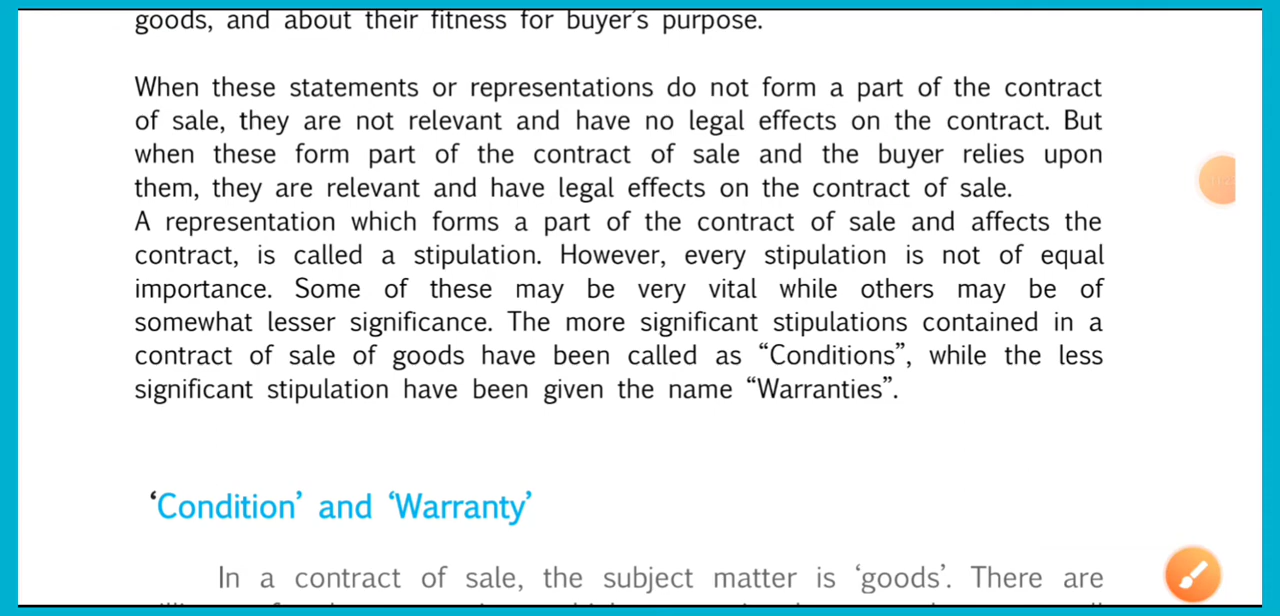 goods, and about their fitness for buyer's purpose.
When these statements or representations do not form a part of the contract
of sale, they are not relevant and have no legal effects on the contract. But
when these form part of the contract of sale and the buyer relies upon
them, they are relevant and have legal effects on the contract of sale.
A representation which forms a part of the contract of sale and affects the
contract, is called a stipulation. However, every stipulation is not of equal
importance. Some of these may be very vital while others may be of
somewhat lesser significance. The more significant stipulations contained in a
contract of sale of goods have been called as “Conditions”, while the less
significant stipulation have been given the name “Warranties”.
‘Condition’ and ‘Warranty’
In a contract of sale, the subject matter is ‘goods’. There are